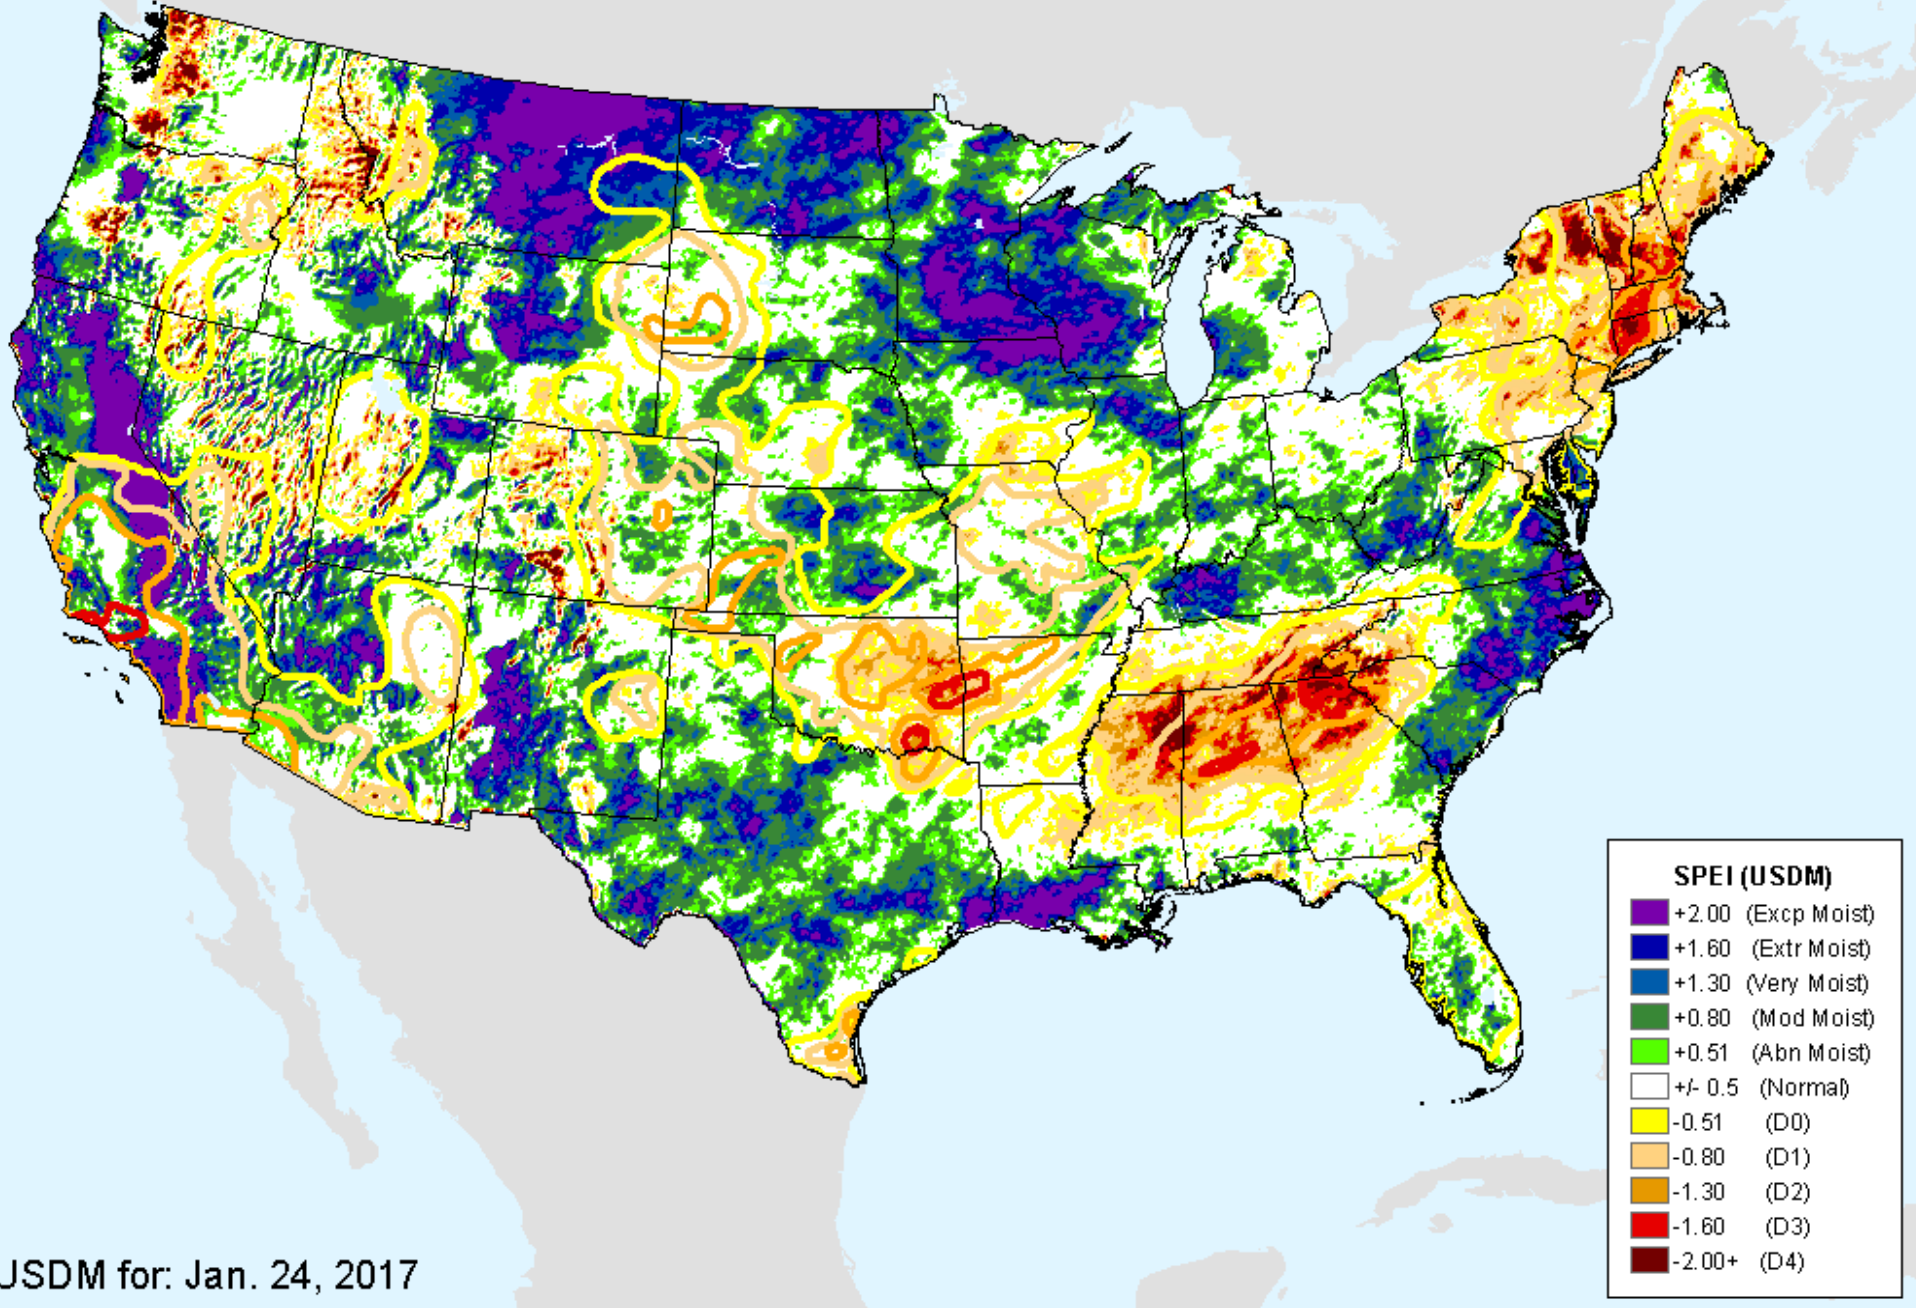 SPEI (USDM)
+2.00 (Excp Moist)
+1.60 (Extr Moist)
+1.30 (Very Moist)
+0.80 (Mod Moist)
+0.51 (Abn Moist)
+/- 0.5 (Normal)
-0.51 (D0)
-0.80 (D1)
-1.30 (D2)
-1.60 (D3)
-2.00+ (D4)
USDM for: Jan. 24, 2017